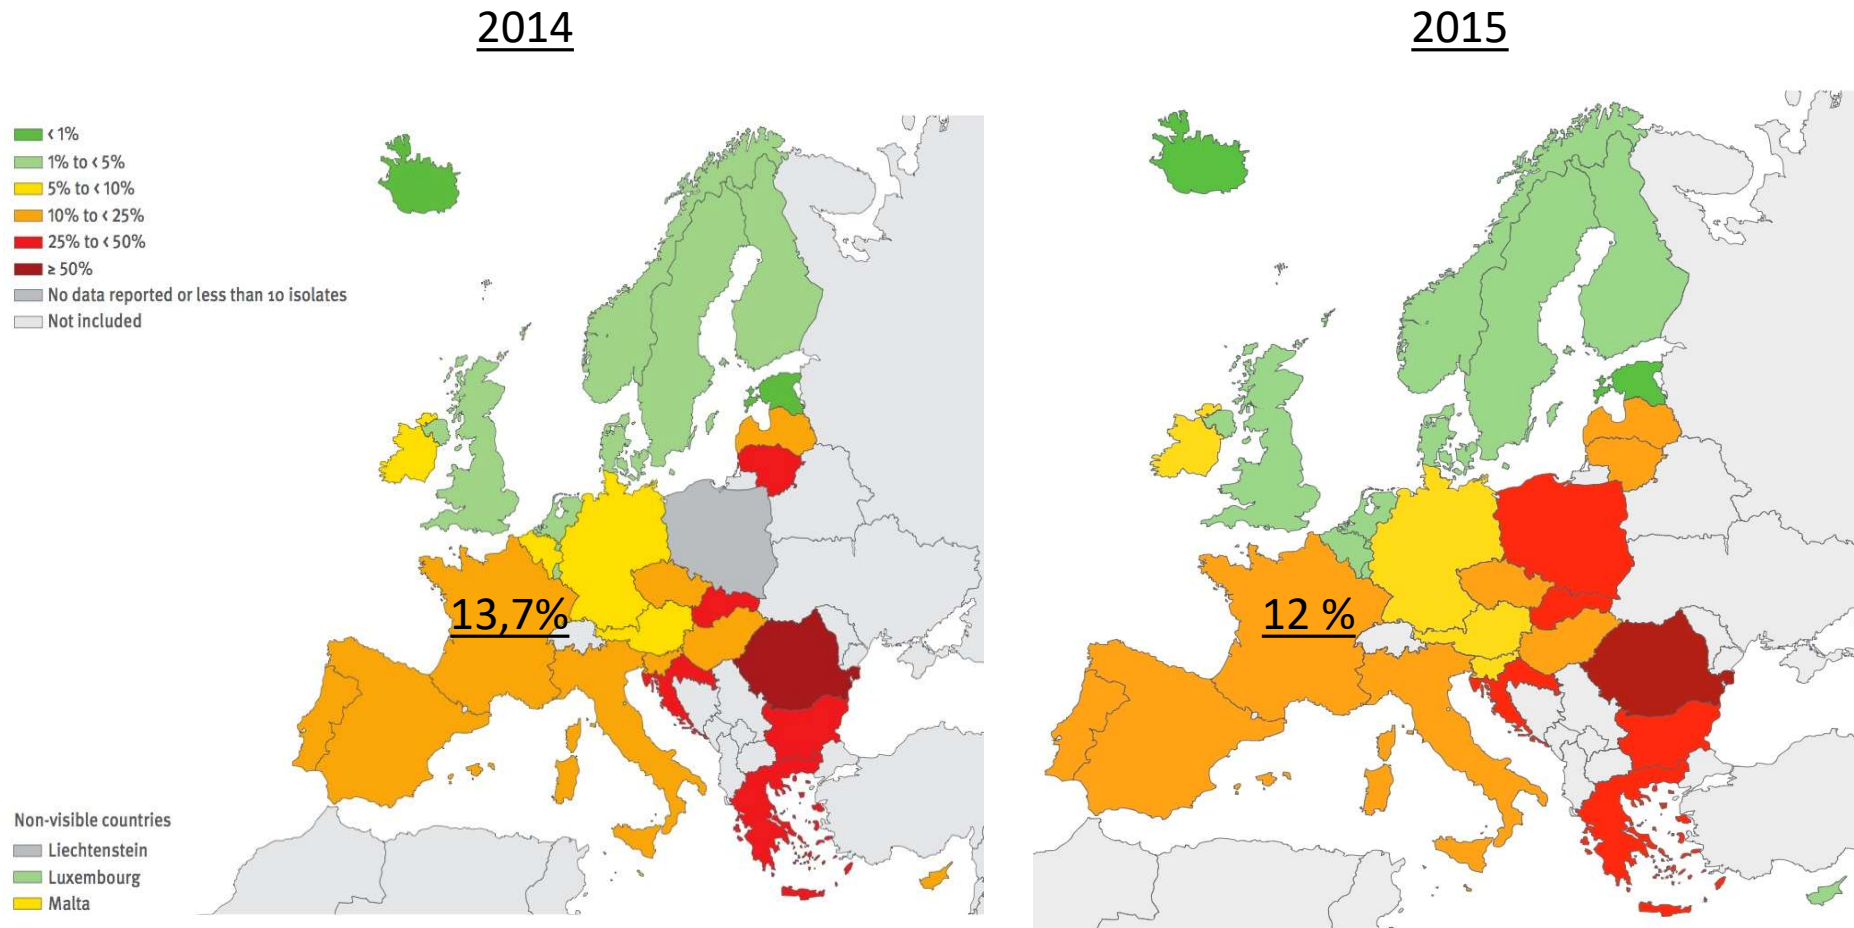 2014
2015
< 1%
1% to < 5%
5% to < 10%
10% to < 25%
25% to < 50%
≥ 50%
No data reported or less than 10 isolates
Not included
13,7%
12 %
Non-visible countries
Liechtenstein
Luxembourg
Malta